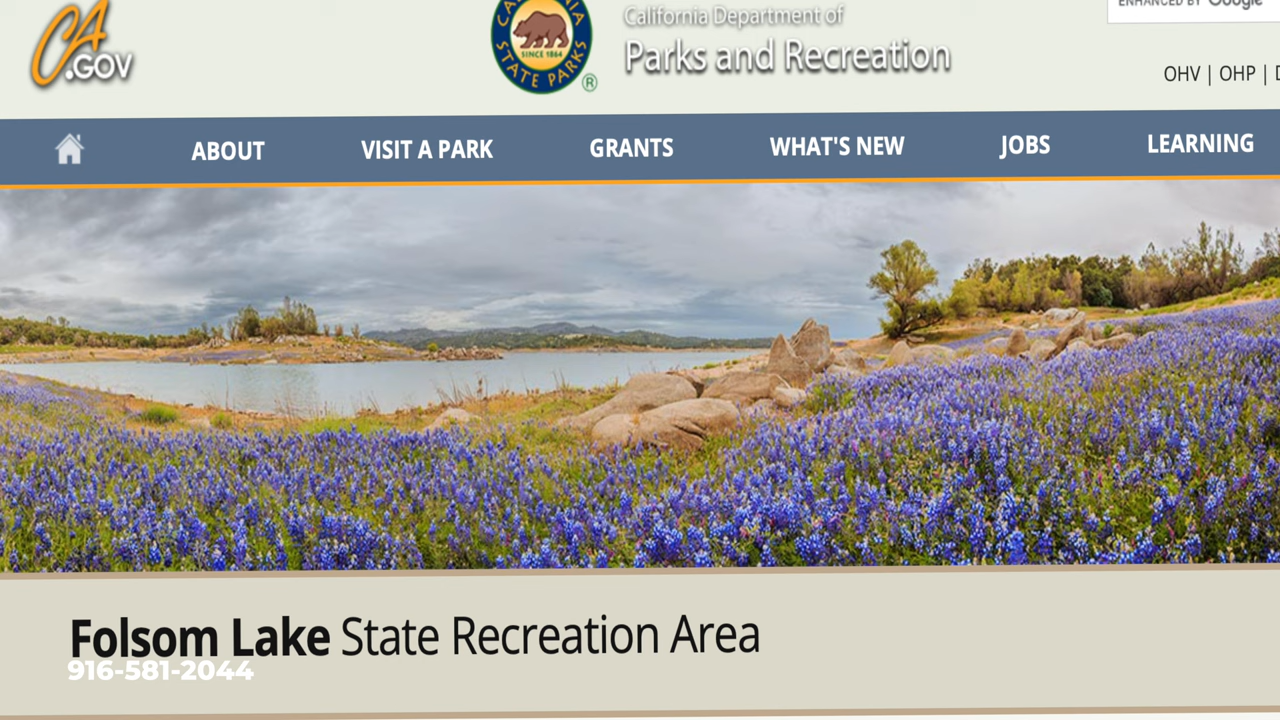 CA
.GOV
CALIFORNIA
SINCE 1864
STATE PARKS
®
California Department of
Parks and Recreation
ENHANCED BY Google
OHV | OHP |
ABOUT
VISIT A PARK
GRANTS
WHAT'S NEW
JOBS
LEARNING
Folsom Lake State Recreation Area
916-581-2044